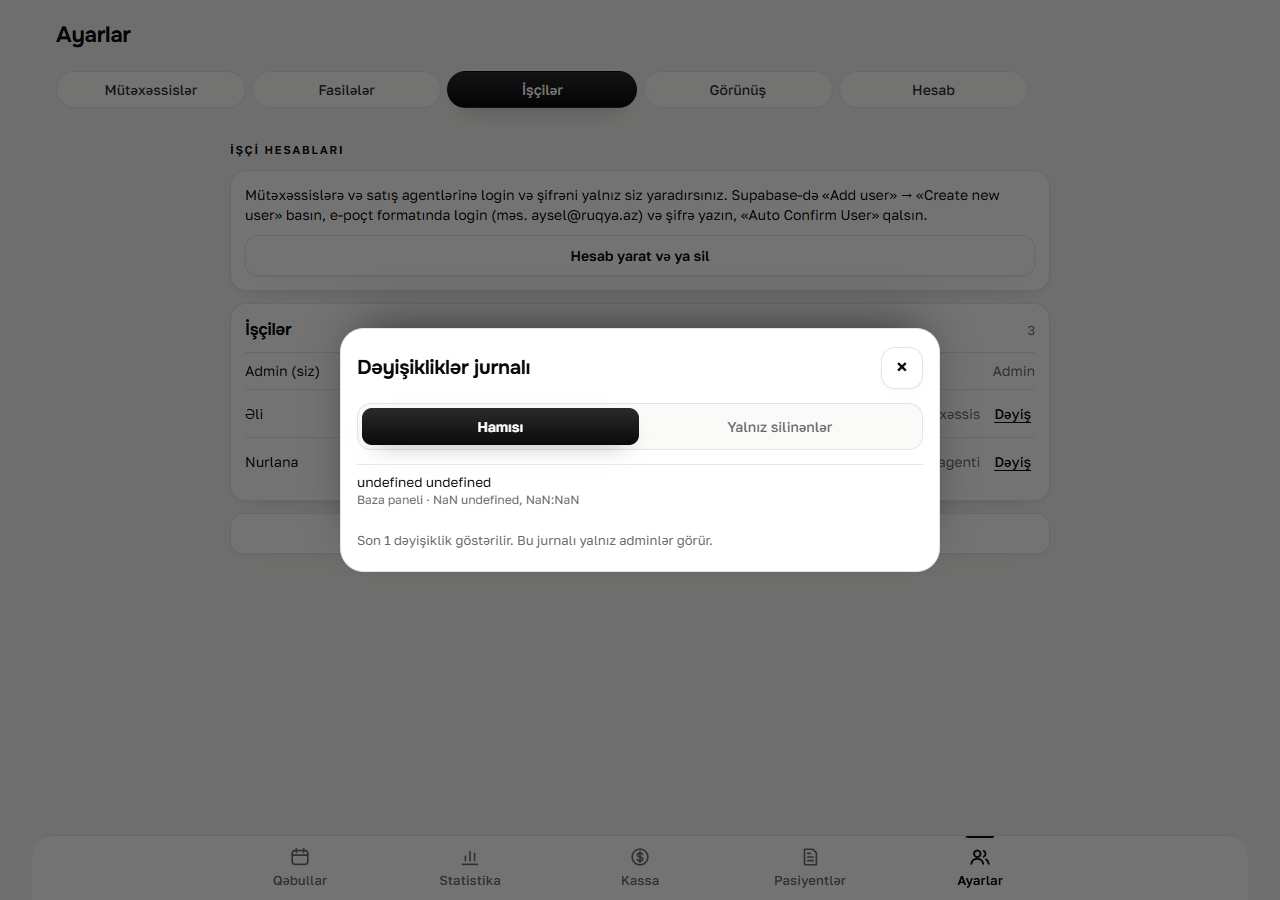 Ayarlar
Mütəxəssislər
Fasilələr
İşçilər
Görünüş
Hesab
İŞÇİ HESABLARI
Mütəxəssislərə və satış agentlərinə login və şifrəni yalnız siz yaradırsınız. Supabase-də «Add user» → «Create new
user» basın, e-poçt formatında login (məs. aysel@ruqya.az) və şifrə yazın, «Auto Confirm User» qalsın.
Hesab yarat və ya sil
İşçilər
3
Admin (siz)
Admin
Əli
Dəyiş
Nurlana
agenti
Dəyiş
Dəyişikliklər jurnalı
×
Hamısı
Yalnız silinənlər
undefined undefined
Baza paneli · NaN undefined, NaN:NaN
Son 1 dəyişiklik göstərilir. Bu jurnalı yalnız adminlər görür.
Qəbullar
Statistika
Kassa
Pasiyentlər
Ayarlar